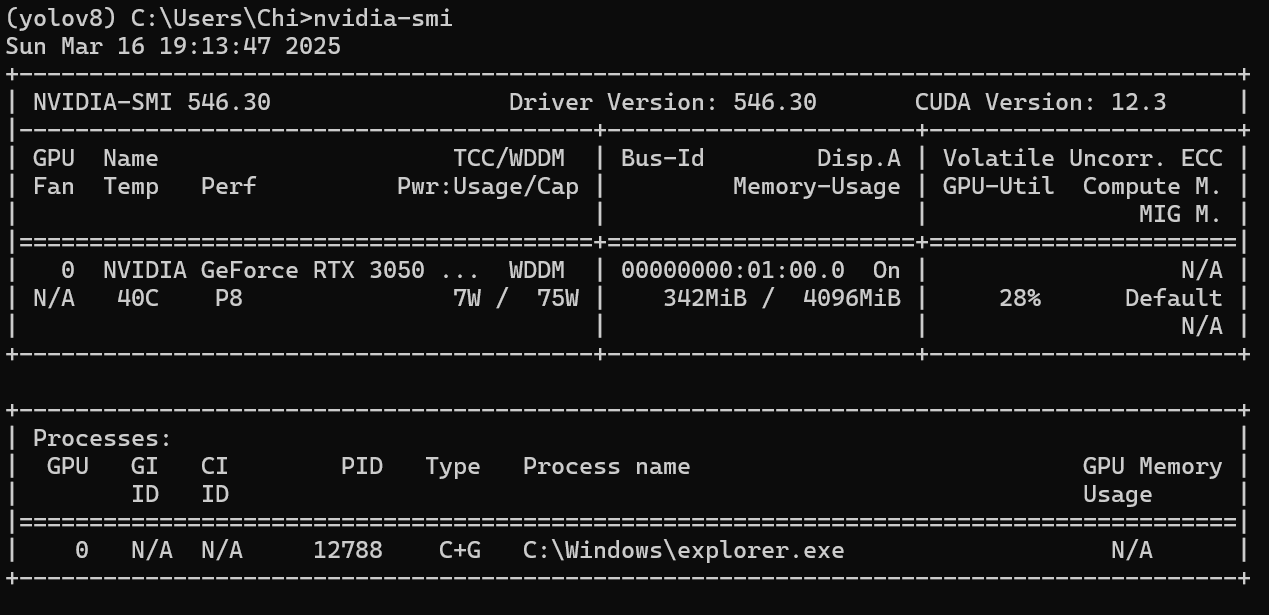 (yolov8) C:\Users\Chi>nvidia-smi
Sun Mar 16 19:13:47 2025
+---------------------------------------------------------------------------------------+
| NVIDIA-SMI 546.30                 Driver Version: 546.30       CUDA Version: 12.3     |
|-----------------------------------------+----------------------+----------------------+
| GPU  Name                     TCC/WDDM  | Bus-Id        Disp.A | Volatile Uncorr. ECC |
| Fan  Temp   Perf          Pwr:Usage/Cap |         Memory-Usage | GPU-Util  Compute M. |
|                                         |                      |               MIG M. |
|=========================================+======================+======================|
|   0  NVIDIA GeForce RTX 3050 ...  WDDM  | 00000000:01:00.0  On |                  N/A |
| N/A   40C    P8               7W /  75W |    342MiB /  4096MiB |     28%      Default |
|                                         |                      |                  N/A |
+-----------------------------------------+----------------------+----------------------+

+---------------------------------------------------------------------------------------+
| Processes:                                                                            |
|  GPU   GI   CI        PID   Type   Process name                            GPU Memory |
|        ID   ID                                                             Usage      |
|=======================================================================================|
|    0   N/A  N/A     12788    C+G   C:\Windows\explorer.exe                   N/A      |
+---------------------------------------------------------------------------------------+